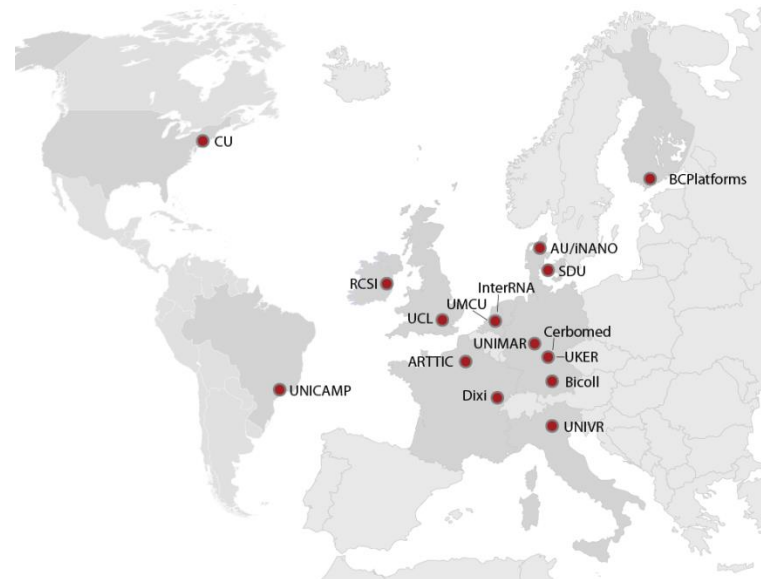 CU
BCPlatforms
AU/iNANO
SDU
InterRNA
RCSI
UMCU
UCL
Cerbomed
UNIMAR
UKER
ARTTIC
Bicoll
UNICAMP
Dixi
UNIVR